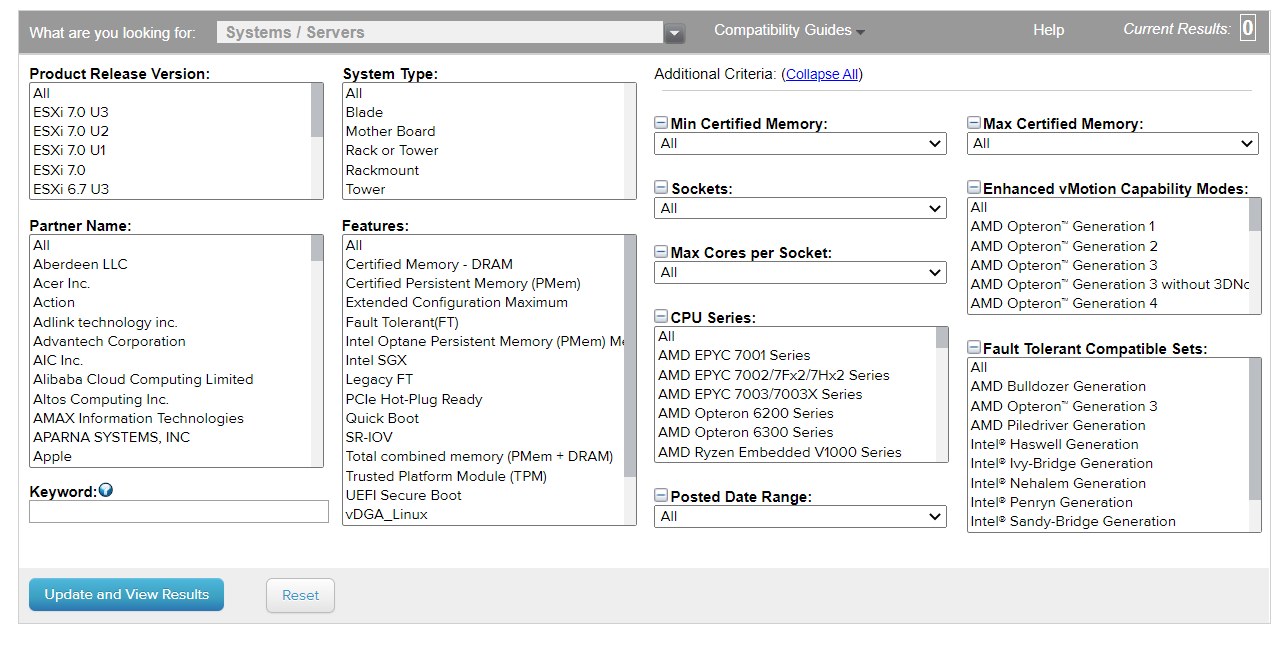 What are you looking for: Systems / Servers Compatibility Guides Help Current Results: 0
Product Release Version:
All
ESXi 7.0 U3
ESXi 7.0 U2
ESXi 7.0 U1
ESXi 7.0
ESXi 6.7 U3
System Type:
All
Blade
Mother Board
Rack or Tower
Rackmount
Tower
Partner Name:
All
Aberdeen LLC
Acer Inc.
Action
Adlink technology inc.
Advantech Corporation
AIC Inc.
Alibaba Cloud Computing Limited
Altos Computing Inc.
AMAX Information Technologies
APARNA SYSTEMS, INC
Apple
Keyword:
Features:
All
Certified Memory - DRAM
Certified Persistent Memory (PMem)
Extended Configuration Maximum
Fault Tolerant(FT)
Intel Optane Persistent Memory (PMem) Me
Intel SGX
Legacy FT
PCIe Hot-Plug Ready
Quick Boot
SR-IOV
Total combined memory (PMem + DRAM)
Trusted Platform Module (TPM)
UEFI Secure Boot
vDGA_Linux
Additional Criteria: (Collapse All)
Min Certified Memory:
All
Sockets:
All
Max Cores per Socket:
All
CPU Series:
All
AMD EPYC 7001 Series
AMD EPYC 7002/7Fx2/7Hx2 Series
AMD EPYC 7003/7003X Series
AMD Opteron 6200 Series
AMD Opteron 6300 Series
AMD Ryzen Embedded V1000 Series
Posted Date Range:
All
Max Certified Memory:
All
Enhanced vMotion Capability Modes:
All
AMD Opteron™ Generation 1
AMD Opteron™ Generation 2
AMD Opteron™ Generation 3
AMD Opteron™ Generation 3 without 3DNo
AMD Opteron™ Generation 4
Fault Tolerant Compatible Sets:
All
AMD Bulldozer Generation
AMD Opteron™ Generation 3
AMD Piledriver Generation
Intel® Haswell Generation
Intel® Ivy-Bridge Generation
Intel® Nehalem Generation
Intel® Penryn Generation
Intel® Sandy-Bridge Generation
Update and View Results
Reset